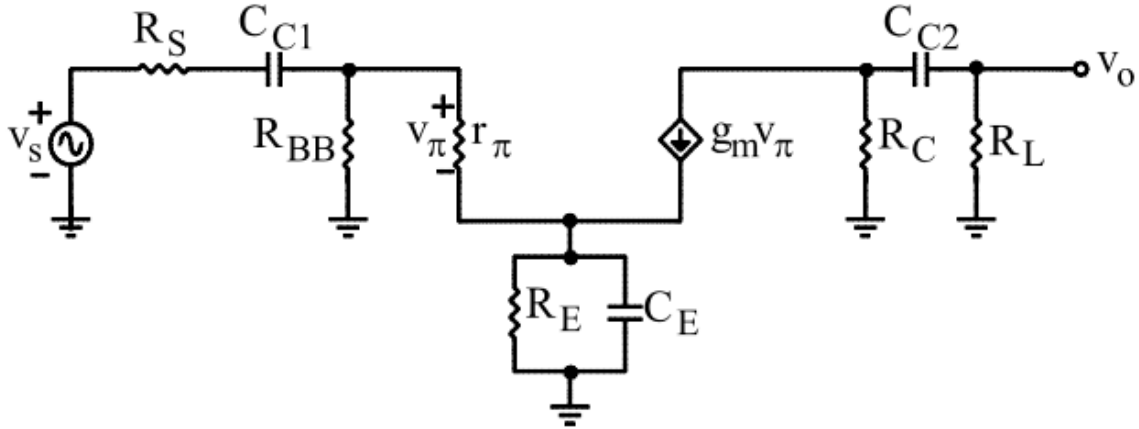 R_S
C_C1
C_C2
v_o
+
v_s
-
R_BB
+
v_π
-
r_π
g_m v_π
R_C
R_L
R_E
C_E